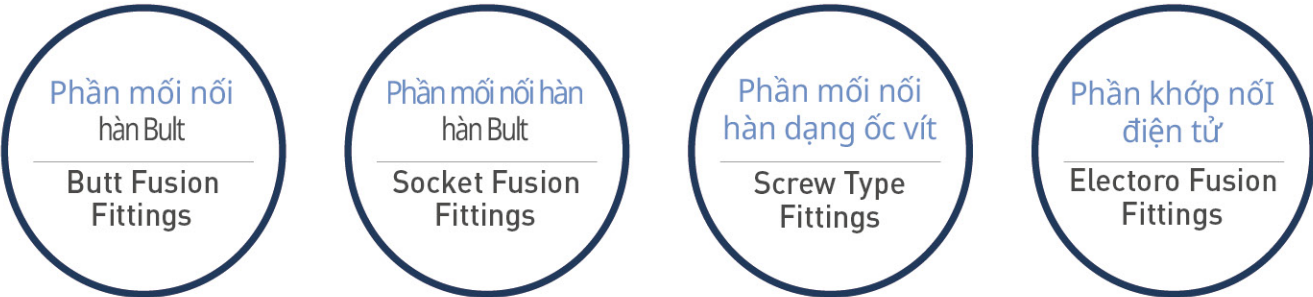 Phần mối nối
hàn Bult
Butt Fusion
Fittings
Phần mối nối hàn
hàn Bult
Socket Fusion
Fittings
Phần mối nối
hàn dạng ốc vít
Screw Type
Fittings
Phần khớp nốI
điện tử
Electoro Fusion
Fittings